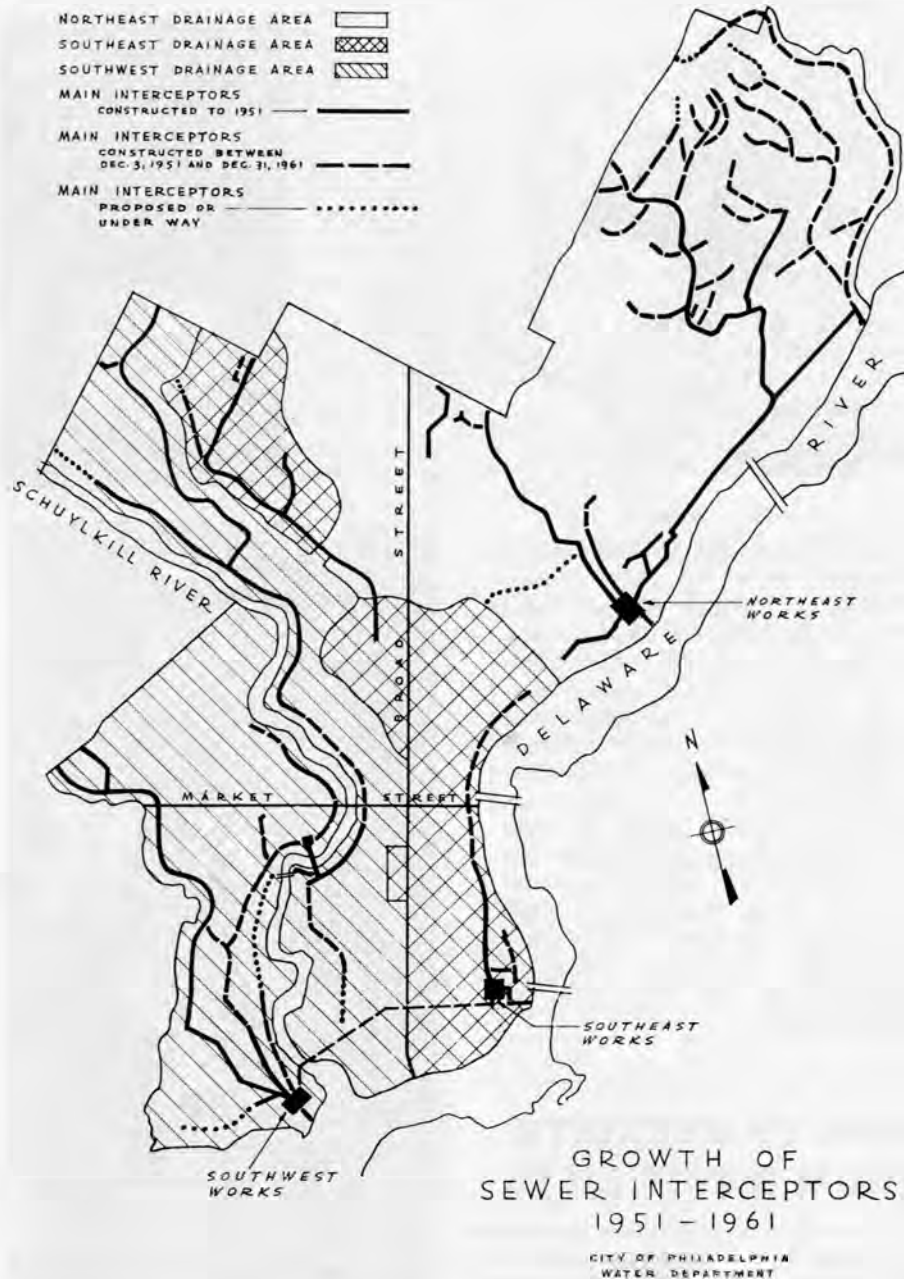 NORTHEAST DRAINAGE AREA
SOUTHEAST DRAINAGE AREA
SOUTHWEST DRAINAGE AREA
MAIN INTERCEPTORS
CONSTRUCTED TO 1951
MAIN INTERCEPTORS
CONSTRUCTED BETWEEN
DEC. 3, 1951 AND DEC. 31, 1961
MAIN INTERCEPTORS
PROPOSED OR
UNDER WAY
SCHUYLKILL RIVER
BROAD STREET
MARKET STREET
DELAWARE RIVER
NORTHEAST
WORKS
N
SOUTHEAST
WORKS
SOUTHWEST
WORKS
GROWTH OF
SEWER INTERCEPTORS
1951 - 1961
CITY OF PHILADELPHIA
WATER DEPARTMENT